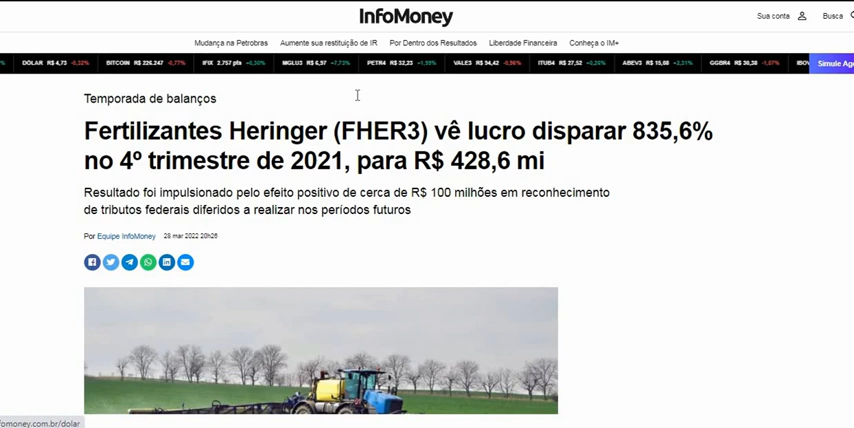 InfoMoney
Sua conta
Busca
Mudança na Petrobras Aumente sua restituição de IR Por Dentro dos Resultados Liberdade Financeira Conheça o IM+
DÓLAR R$ 4,73 -0,32% BITCOIN R$ 226.247 -0,77% IFIX 2.757 pts +0,30% MGLU3 R$ 6,97 +7,73% PETR4 R$ 32,23 +1,99% VALE3 R$ 94,42 -0,96% ITUB4 R$ 27,52 +0,26% ABEV3 R$ 15,68 +2,31% GGBR4 R$ 30,38 -1,07% IBOV Simule Ag
Temporada de balanços
Fertilizantes Heringer (FHER3) vê lucro disparar 835,6%
no 4º trimestre de 2021, para R$ 428,6 mi
Resultado foi impulsionado pelo efeito positivo de cerca de R$ 100 milhões em reconhecimento
de tributos federais diferidos a realizar nos períodos futuros
Por Equipe InfoMoney 28 mar 2022 20h26
fomoney.com.br/dolar